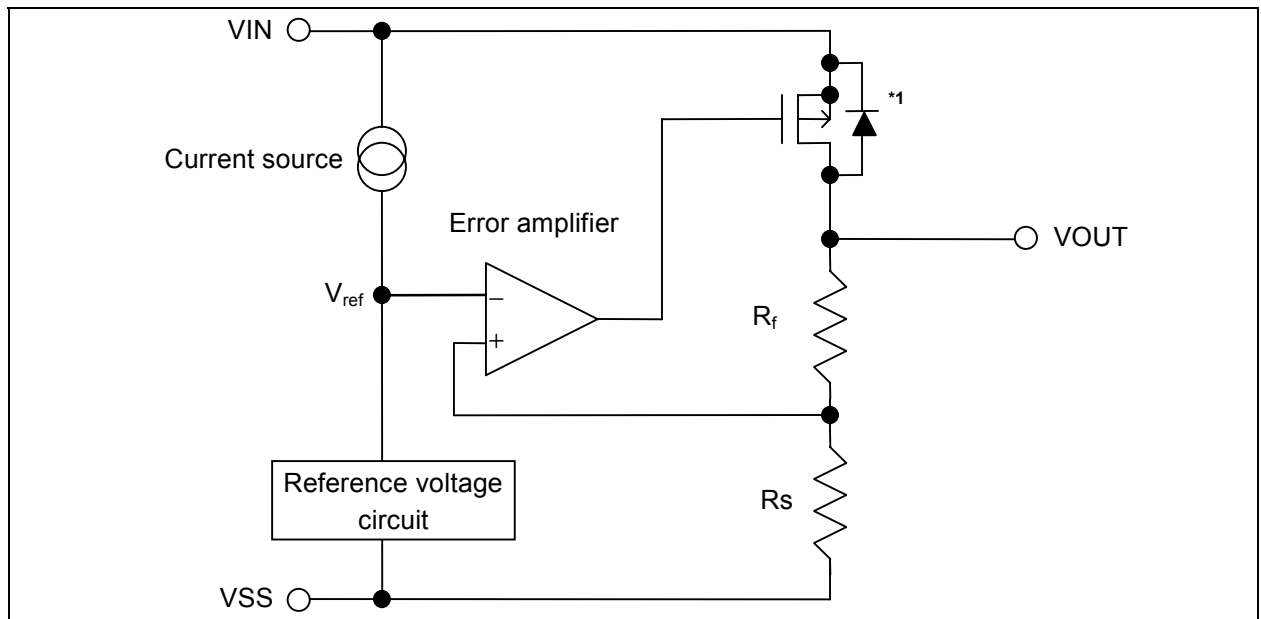 VIN
*1
Current source
Error amplifier
VOUT
Vref
−
+
Rf
Reference voltage
circuit
Rs
VSS